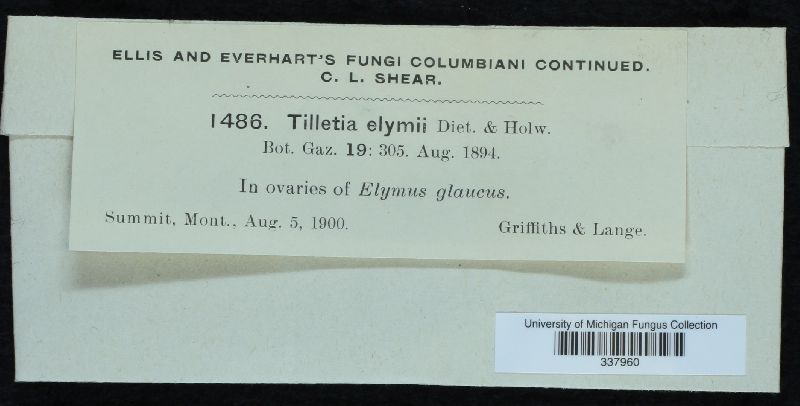 ELLIS AND EVERHART'S FUNGI COLUMBIANI CONTINUED.
C. L. SHEAR.
1486. Tilletia elymii Diet. & Holw.
Bot. Gaz. 19: 305. Aug. 1894.
In ovaries of Elymus glaucus.
Summit, Mont., Aug. 5, 1900. Griffiths & Lange.
University of Michigan Fungus Collection
337960